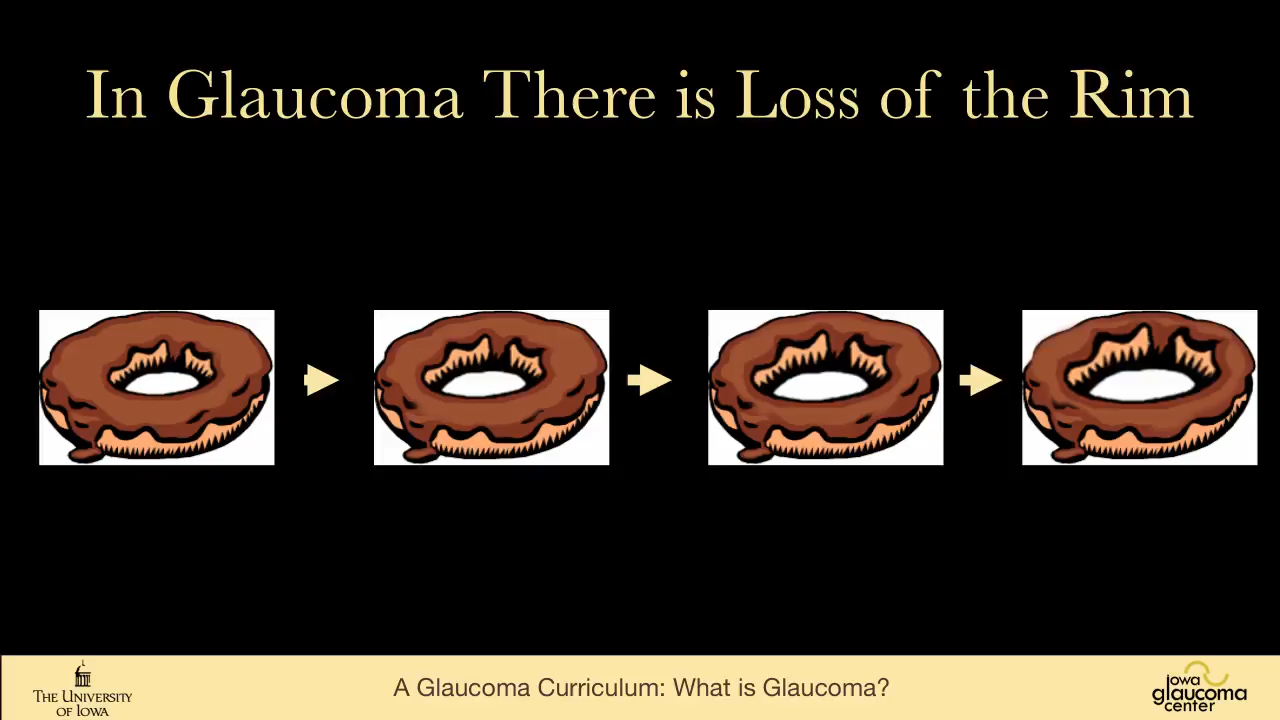 In Glaucoma There is Loss of the Rim
THE UNIVERSITY
OF IOWA
A Glaucoma Curriculum: What is Glaucoma?
iowa
glaucoma
center